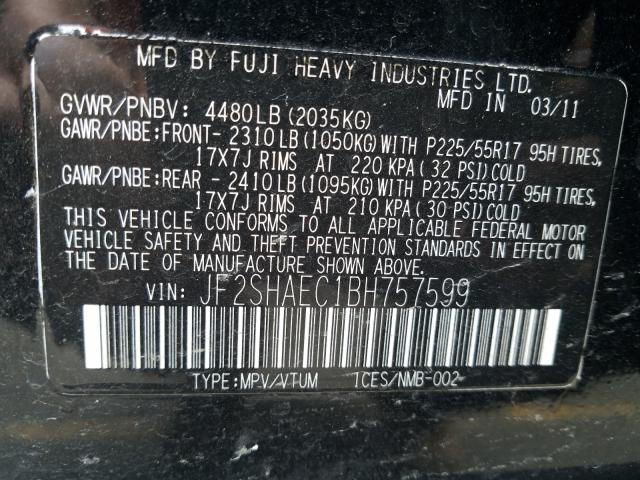 MFD BY FUJI HEAVY INDUSTRIES LTD.
MFD IN 03/11
GVWR/PNBV: 4480LB (2035KG)
GAWR/PNBE:FRONT- 2310LB (1050KG) WITH P225/55R17 95H TIRES,
17X7J RIMS AT 220 KPA ( 32 PSI) COLD
GAWR/PNBE:REAR - 2410LB (1095KG) WITH P225/55R17 95H TIRES,
17X7J RIMS AT 210 KPA ( 30 PSI) COLD
THIS VEHICLE CONFORMS TO ALL APPLICABLE FEDERAL MOTOR
VEHICLE SAFETY AND THEFT PREVENTION STANDARDS IN EFFECT ON
THE DATE OF MANUFACTURE SHOWN ABOVE.
VIN: JF2SHAEC1BH757599
TYPE:MPV/VTUM 1CES/NMB-002